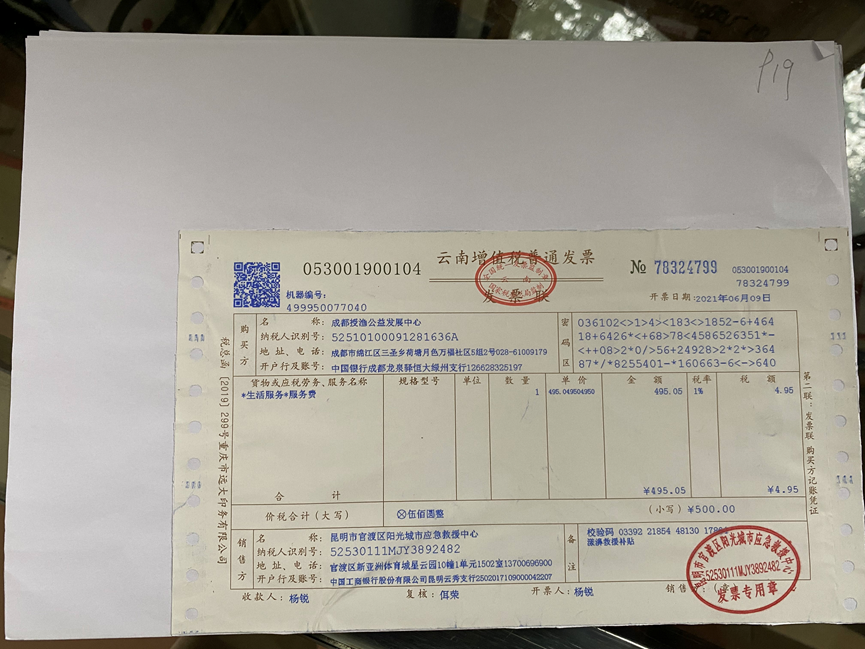 P19
云南增值税普通发票
053001900104
№ 78324799
053001900104
78324799
发票联
机器编号:
499950077040
开票日期:2021年06月09日
购买方
名 称: 成都授渔公益发展中心
纳税人识别号: 52510100091281636A
地址、电话: 成都市锦江区三圣乡荷塘月色万福社区5组2号028-61009179
开户行及账号: 中国银行成都龙泉驿恒大绿洲支行126628325197
密码区
036102<>1>4><183<>1852-6+464
18+6426*<+68>78<4586526351*-
<++08>2*0/>56+24928>2*2*>364
87*/*8255401-*160663-6<->640
货物或应税劳务、服务名称 规格型号 单位 数量 单价 金额 税率 税额
*生活服务*服务费 1 495.049504950 495.05 1% 4.95
合计 ¥495.05 ¥4.95
价税合计(大写) ⊗伍佰圆整 (小写) ¥500.00
销售方
名 称: 昆明市官渡区阳光城市应急救援中心
纳税人识别号: 52530111MJY3892482
地址、电话: 官渡区新亚洲体育城星云园10幢1单元1502室13700696900
开户行及账号: 中国工商银行股份有限公司昆明云秀支行2502017109000042207
备注
校验码 03392 21854 48130
漾濞救援补贴
收款人: 杨锐 复核: 佴荣 开票人: 杨锐 销售
昆明市官渡区阳光城市应急救援中心
52530111MJY3892482
发票专用章
税总函〔2019〕299号重庆市远大印务有限公司
第二联:发票联 购买方记账凭证